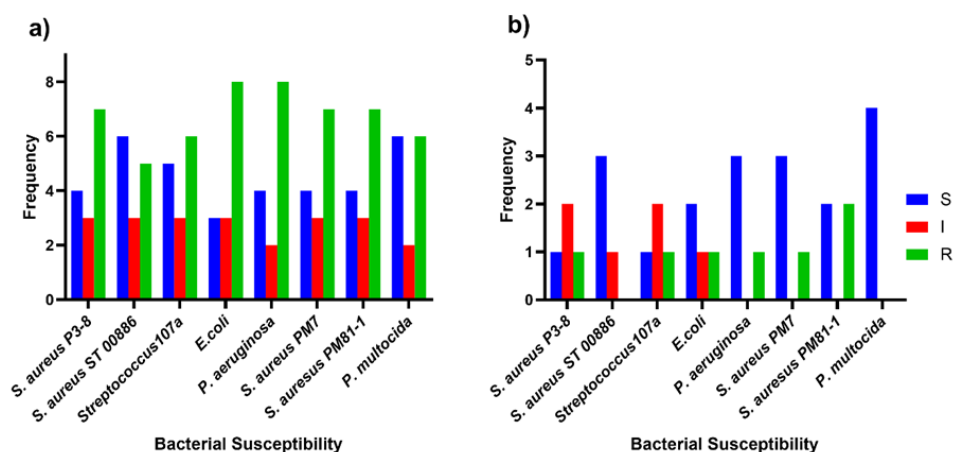 a)
8
6
4
2
0
Frequency
S. aureus P3-8
S. aureus ST 00886
Streptococcus107a
E.coli
P. aeruginosa
S. aureus PM7
S. auresus PM81-1
P. multocida
Bacterial Susceptibility
b)
5
4
3
2
1
0
Frequency
S. aureus P3-8
S. aureus ST 00886
Streptococcus107a
E.coli
P. aeruginosa
S. aureus PM7
S. auresus PM81-1
P. multocida
Bacterial Susceptibility
S
I
R